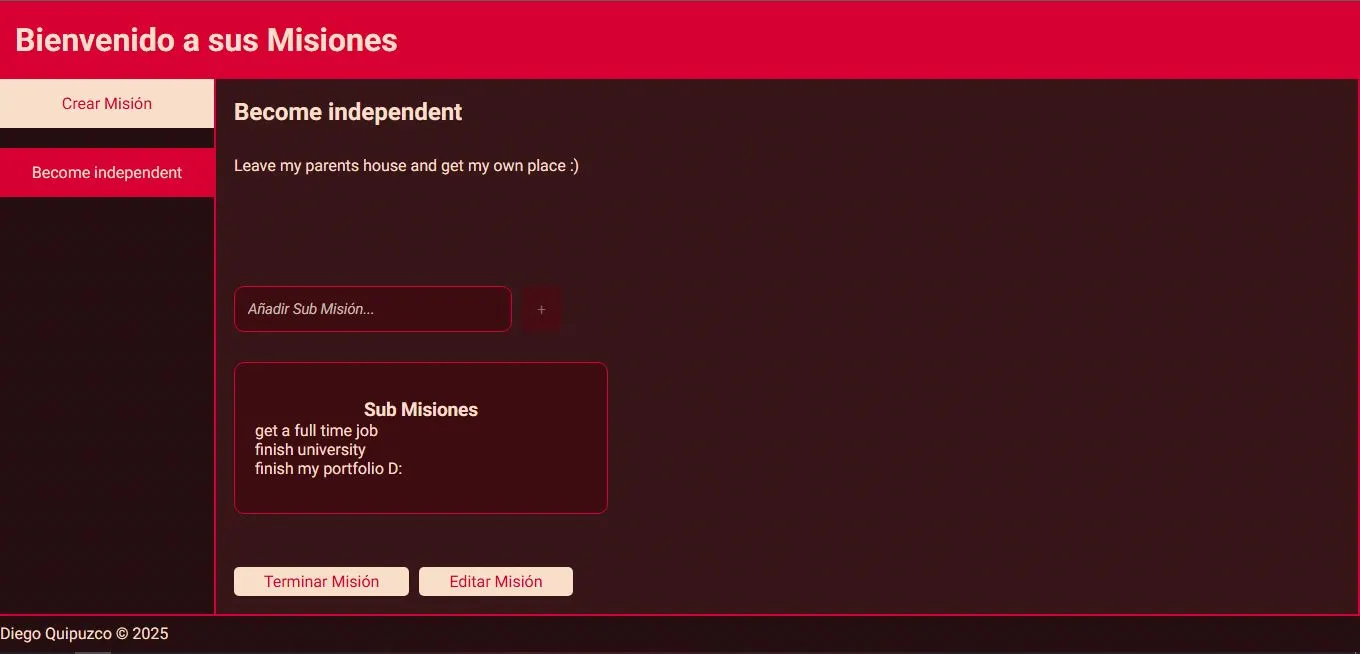 Bienvenido a sus Misiones
Crear Misión
Become independent
Become independent
Leave my parents house and get my own place :)
Añadir Sub Misión...
+
Sub Misiones
get a full time job
finish university
finish my portfolio D:
Terminar Misión
Editar Misión
Diego Quipuzco © 2025